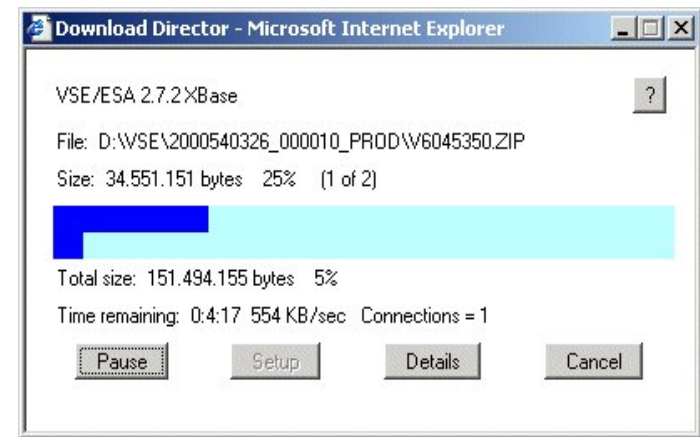 Download Director - Microsoft Internet Explorer
VSE/ESA 2.7.2 XBase
?
File: D:\VSE\2000540326_000010_PROD\V6045350.ZIP
Size: 34.551.151 bytes 25% (1 of 2)
Total size: 151.494.155 bytes 5%
Time remaining: 0:4:17 554 KB/sec Connections = 1
Pause Setup Details Cancel